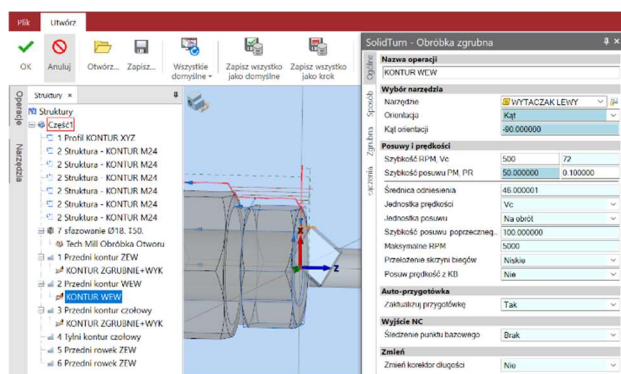 Plik Utwórz
OK Anuluj Otwórz... Zapisz... Wszystkie domyślne Zapisz wszystko jako domyślne Zapisz wszystko jako krok
Struktury
Operacje
Narzędzia
Struktury
Część1
1 Profil KONTUR XYZ
2 Struktura - KONTUR M24
2 Struktura - KONTUR M24
2 Struktura - KONTUR M24
2 Struktura - KONTUR M24
2 Struktura - KONTUR M24
7 sfazowanie Ø18. T50.
Tech Mill Obróbka Otworu
1 Przedni kontur ZEW
KONTUR ZGRUBNIE+WYK
2 Przedni kontur WEW
KONTUR WEW
3 Przedni kontur czołowy
KONTUR ZGRUBNIE+WYK
4 Tylni kontur czołowy
5 Przedni rowek ZEW
6 Przedni rowek ZEW
X
Z
SolidTurn - Obróbka zgrubna
Ogólne
Sposób
Zgrubna
Łączenia
Nazwa operacji
KONTUR WEW
Wybór narzędzia
Narzędzie WYTACZAK LEWY
Orientacja Kąt
Kąt orientacji -90.000000
Posuwy i prędkości
Szybkość RPM, Vc 500 72
Szybkość posuwu PM, PR 50.000000 0.100000
Średnica odniesienia 46.000001
Jednostka prędkości Vc
Jednostka posuwu Na obrót
Szybkość posuwu poprzeczneg.. 100.000000
Maksymalne RPM 5000
Przełożenie skrzyni biegów Niskie
Posuw prędkość z KB Nie
Auto-przygotówka
Zaktualizuj przygotówkę Tak
Wyjście NC
Śledzenie punktu bazowego Brak
Zmień
Zmień korektor długości Nie